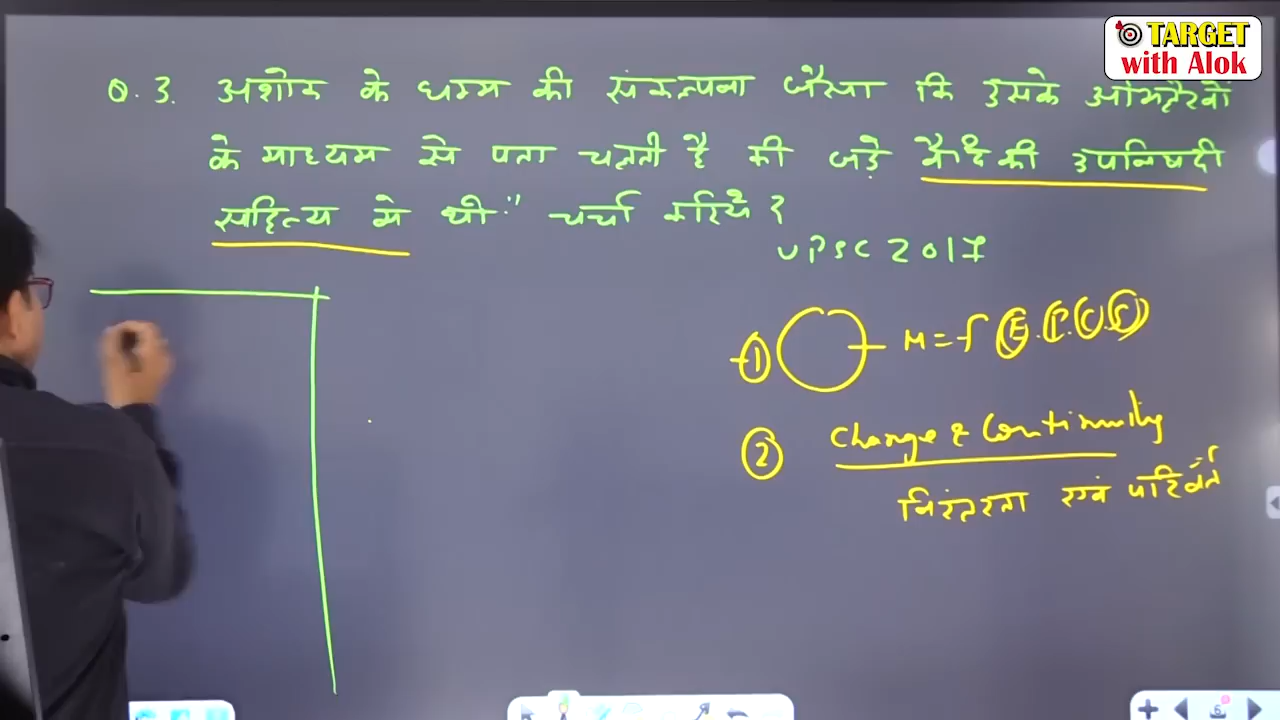 TARGET
with Alok
Q.3. अशोक के धम्म की संकल्पना जैसा कि उसके अभिलेखों
के माध्यम से पता चलती है की जड़े वैदिकी उपनिषदी
साहित्य में थी" चर्चा करिये?
UPSC 2017
① M = f E.P.C.
② Change & Continuity
निरंतरता एवं परिवर्तन
6